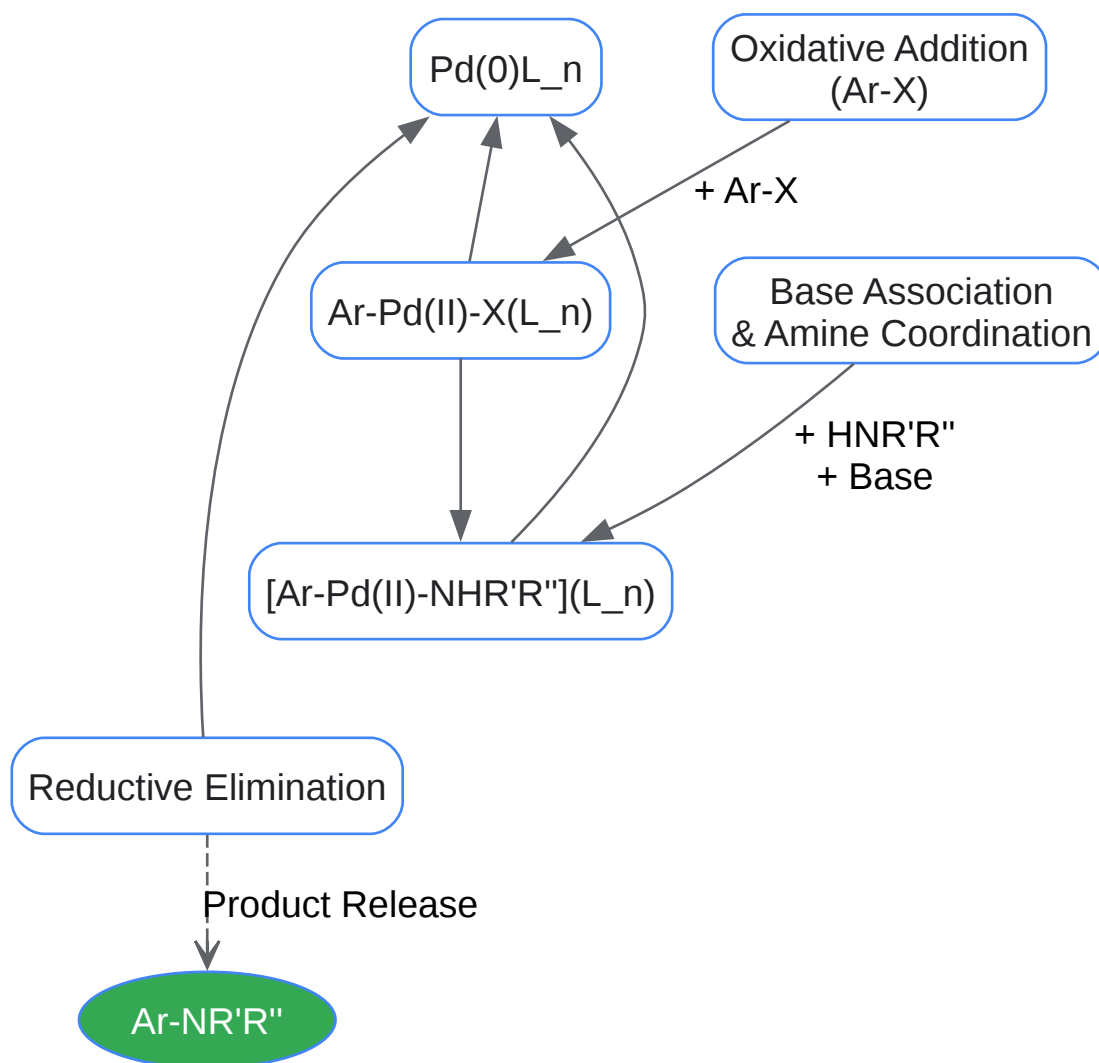 Pd(0)L_n
Oxidative Addition
(Ar-X)
+ Ar-X
Ar-Pd(II)-X(L_n)
Base Association
& Amine Coordination
+ HNR'R"
+ Base
[Ar-Pd(II)-NHR'R"](L_n)
Reductive Elimination
Product Release
Ar-NR'R"